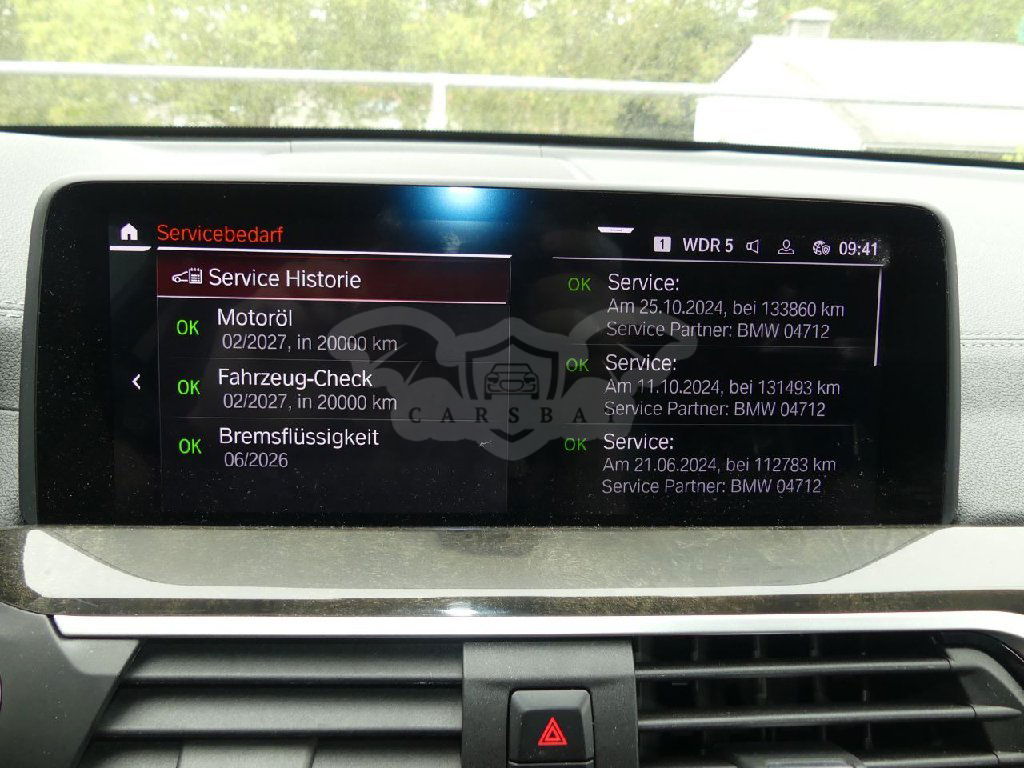 Servicebedarf
1 WDR 5 09:41
Service Historie
OK Motoröl
02/2027, in 20000 km
OK Fahrzeug-Check
02/2027, in 20000 km
OK Bremsflüssigkeit
06/2026
OK Service:
Am 25.10.2024, bei 133860 km
Service Partner: BMW 04712
OK Service:
Am 11.10.2024, bei 131493 km
Service Partner: BMW 04712
OK Service:
Am 21.06.2024, bei 112783 km
Service Partner: BMW 04712